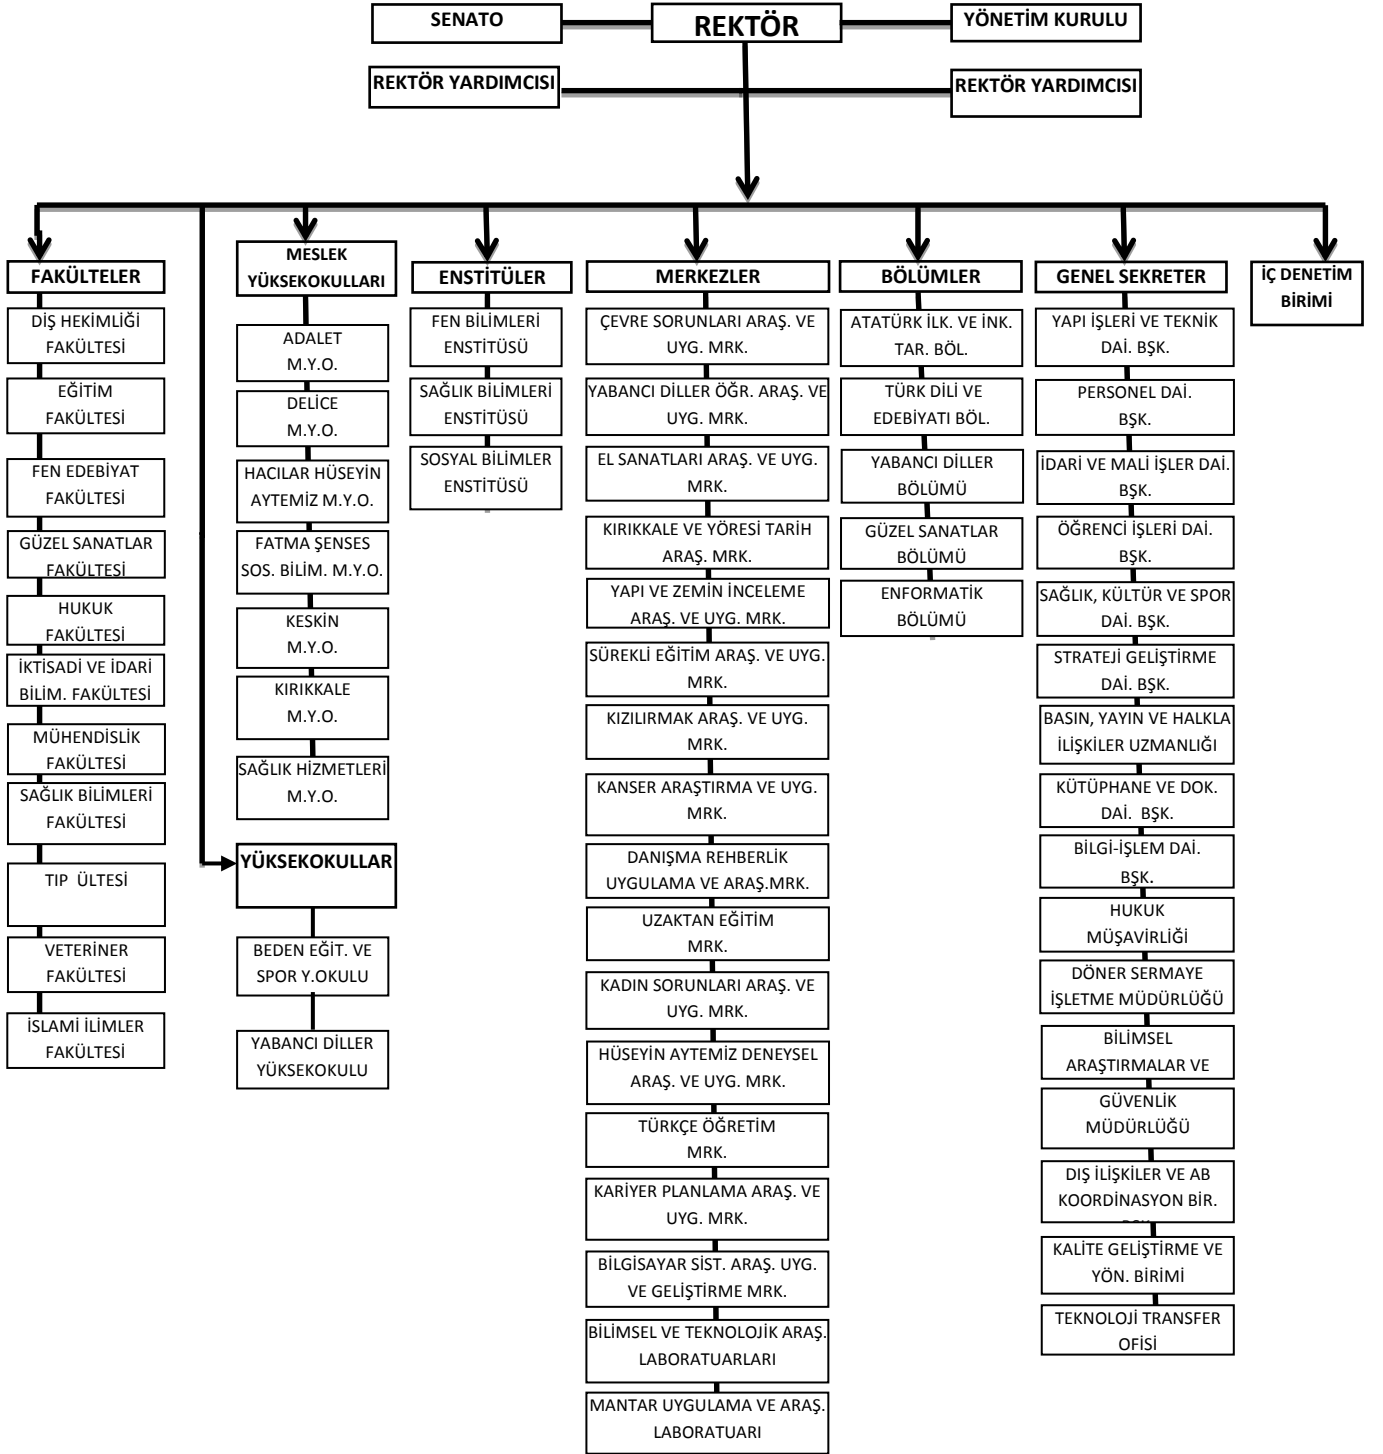 SENATO
REKTÖR
YÖNETİM KURULU
REKTÖR YARDIMCISI
REKTÖR YARDIMCISI
FAKÜLTELER
DİŞ HEKİMLİĞİ
FAKÜLTESİ
EĞİTİM
FAKÜLTESİ
FEN EDEBİYAT
FAKÜLTESİ
GÜZEL SANATLAR
FAKÜLTESİ
HUKUK
FAKÜLTESİ
İKTİSADİ VE İDARİ
BİLİM. FAKÜLTESİ
MÜHENDİSLİK
FAKÜLTESİ
SAĞLIK BİLİMLERİ
FAKÜLTESİ
TIP ÜLTESİ
VETERİNER
FAKÜLTESİ
İSLAMİ İLİMLER
FAKÜLTESİ
MESLEK
YÜKSEKOKULLARI
ADALET
M.Y.O.
DELİCE
M.Y.O.
HACILAR HÜSEYİN
AYTEMİZ M.Y.O.
FATMA ŞENSES
SOS. BİLİM. M.Y.O.
KESKİN
M.Y.O.
KIRIKKALE
M.Y.O.
SAĞLIK HİZMETLERİ
M.Y.O.
YÜKSEKOKULLAR
BEDEN EĞİT. VE
SPOR Y.OKULU
YABANCI DİLLER
YÜKSEKOKULU
ENSTİTÜLER
FEN BİLİMLERİ
ENSTİTÜSÜ
SAĞLIK BİLİMLERİ
ENSTİTÜSÜ
SOSYAL BİLİMLER
ENSTİTÜSÜ
MERKEZLER
ÇEVRE SORUNLARI ARAŞ. VE
UYG. MRK.
YABANCI DİLLER ÖĞR. ARAŞ. VE
UYG. MRK.
EL SANATLARI ARAŞ. VE UYG.
MRK.
KIRIKKALE VE YÖRESİ TARİH
ARAŞ. MRK.
YAPI VE ZEMİN İNCELEME
ARAŞ. VE UYG. MRK.
SÜREKLİ EĞİTİM ARAŞ. VE UYG.
MRK.
KIZILIRMAK ARAŞ. VE UYG.
MRK.
KANSER ARAŞTIRMA VE UYG.
MRK.
DANIŞMA REHBERLİK
UYGULAMA VE ARAŞ.MRK.
UZAKTAN EĞİTİM
MRK.
KADIN SORUNLARI ARAŞ. VE
UYG. MRK.
HÜSEYİN AYTEMİZ DENEYSEL
ARAŞ. VE UYG. MRK.
TÜRKÇE ÖĞRETİM
MRK.
KARİYER PLANLAMA ARAŞ. VE
UYG. MRK.
BİLGİSAYAR SİST. ARAŞ. UYG.
VE GELİŞTİRME MRK.
BİLİMSEL VE TEKNOLOJİK ARAŞ.
LABORATUARLARI
MANTAR UYGULAMA VE ARAŞ.
LABORATUARI
BÖLÜMLER
ATATÜRK İLK. VE İNK.
TAR. BÖL.
TÜRK DİLİ VE
EDEBİYATI BÖL.
YABANCI DİLLER
BÖLÜMÜ
GÜZEL SANATLAR
BÖLÜMÜ
ENFORMATİK
BÖLÜMÜ
GENEL SEKRETER
YAPI İŞLERİ VE TEKNİK
DAİ. BŞK.
PERSONEL DAİ.
BŞK.
İDARİ VE MALİ İŞLER DAİ.
BŞK.
ÖĞRENCİ İŞLERİ DAİ.
BŞK.
SAĞLIK, KÜLTÜR VE SPOR
DAİ. BŞK.
STRATEJİ GELİŞTİRME
DAİ. BŞK.
BASIN, YAYIN VE HALKLA
İLİŞKİLER UZMANLIĞI
KÜTÜPHANE VE DOK.
DAİ. BŞK.
BİLGİ-İŞLEM DAİ.
BŞK.
HUKUK
MÜŞAVİRLİĞİ
DÖNER SERMAYE
İŞLETME MÜDÜRLÜĞÜ
BİLİMSEL
ARAŞTIRMALAR VE
GÜVENLİK
MÜDÜRLÜĞÜ
DIŞ İLİŞKİLER VE AB
KOORDİNASYON BİR.
KALİTE GELİŞTİRME VE
YÖN. BİRİMİ
TEKNOLOJİ TRANSFER
OFİSİ
İÇ DENETİM
BİRİMİ